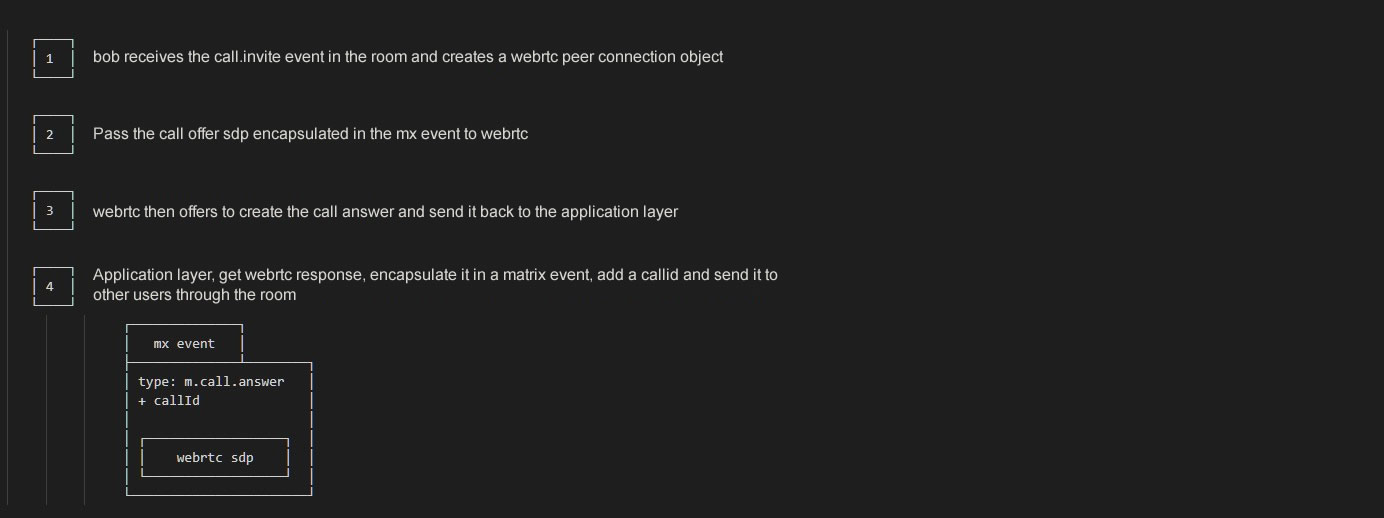 1 bob receives the call.invite event in the room and creates a webrtc peer connection object
2 Pass the call offer sdp encapsulated in the mx event to webrtc
3 webrtc then offers to create the call answer and send it back to the application layer
4 Application layer, get webrtc response, encapsulate it in a matrix event, add a callid and send it to
other users through the room
mx event
type: m.call.answer
+ callId
webrtc sdp